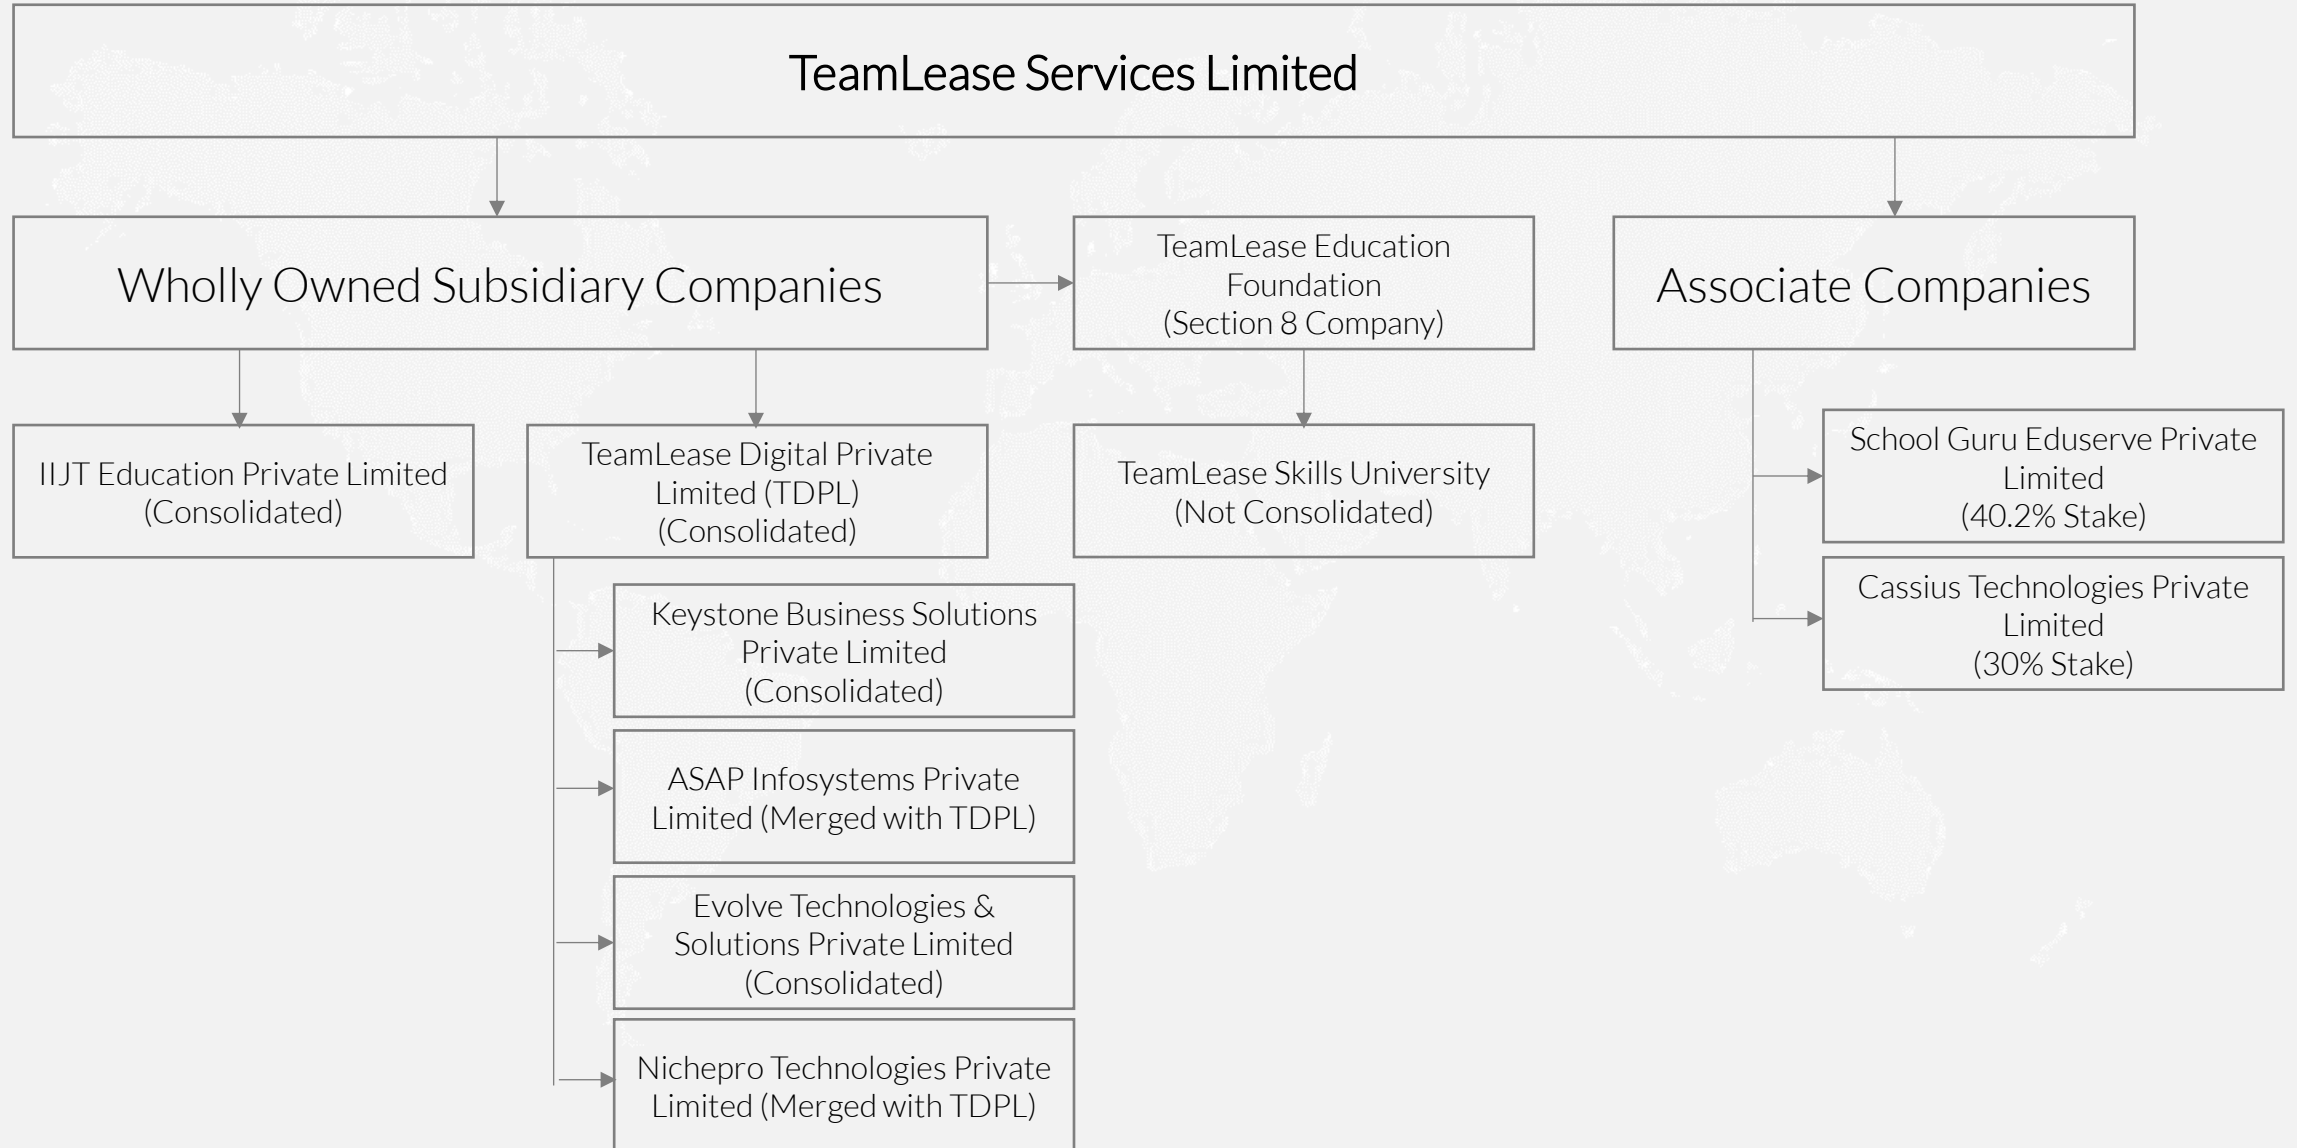 TeamLease Services Limited
Wholly Owned Subsidiary Companies
TeamLease Education
Foundation
(Section 8 Company)
Associate Companies
IIJT Education Private Limited
(Consolidated)
TeamLease Digital Private
Limited (TDPL)
(Consolidated)
TeamLease Skills University
(Not Consolidated)
School Guru Eduserve Private
Limited
(40.2% Stake)
Cassius Technologies Private
Limited
(30% Stake)
Keystone Business Solutions
Private Limited
(Consolidated)
ASAP Infosystems Private
Limited (Merged with TDPL)
Evolve Technologies &
Solutions Private Limited
(Consolidated)
Nichepro Technologies Private
Limited (Merged with TDPL)